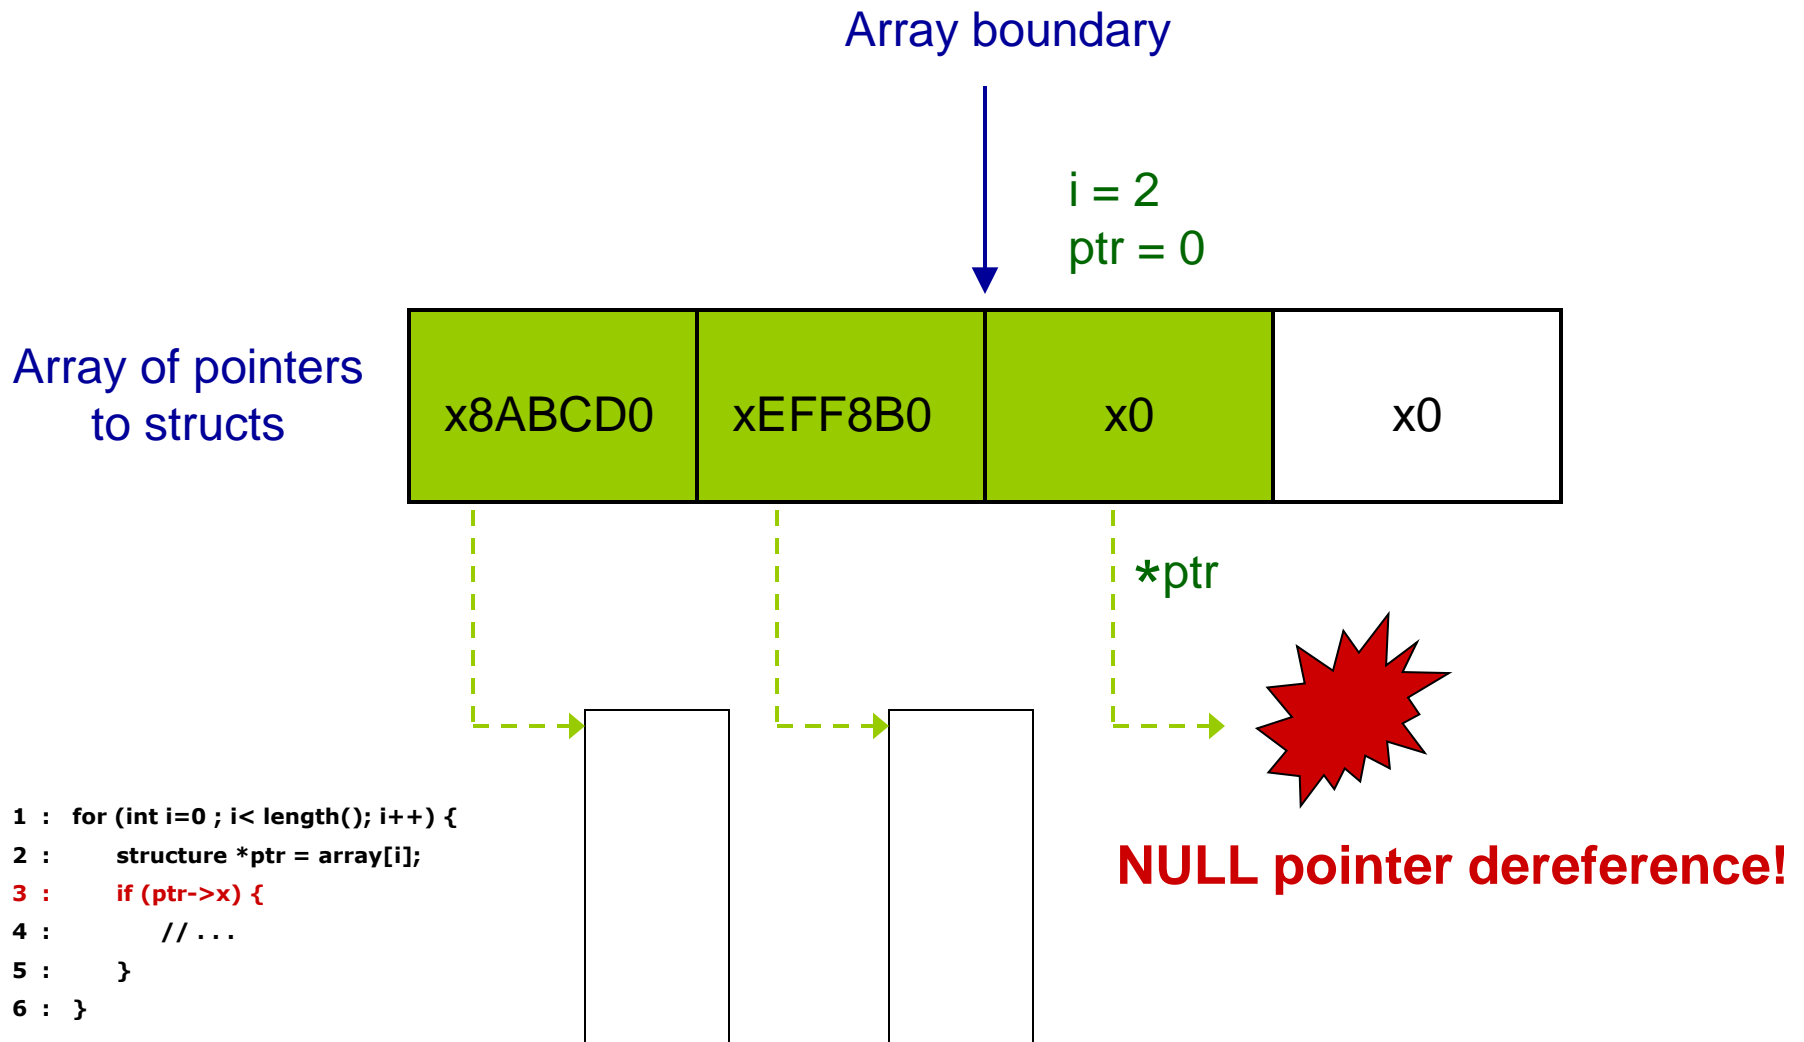 Array boundary
i = 2
ptr = 0
Array of pointers
to structs
x8ABCD0
xEFF8B0
x0
x0
*ptr
NULL pointer dereference!
1 : for (int i=0 ; i< length(); i++) {
2 : structure *ptr = array[i];
3 : if (ptr->x) {
4 : // . . .
5 : }
6 : }